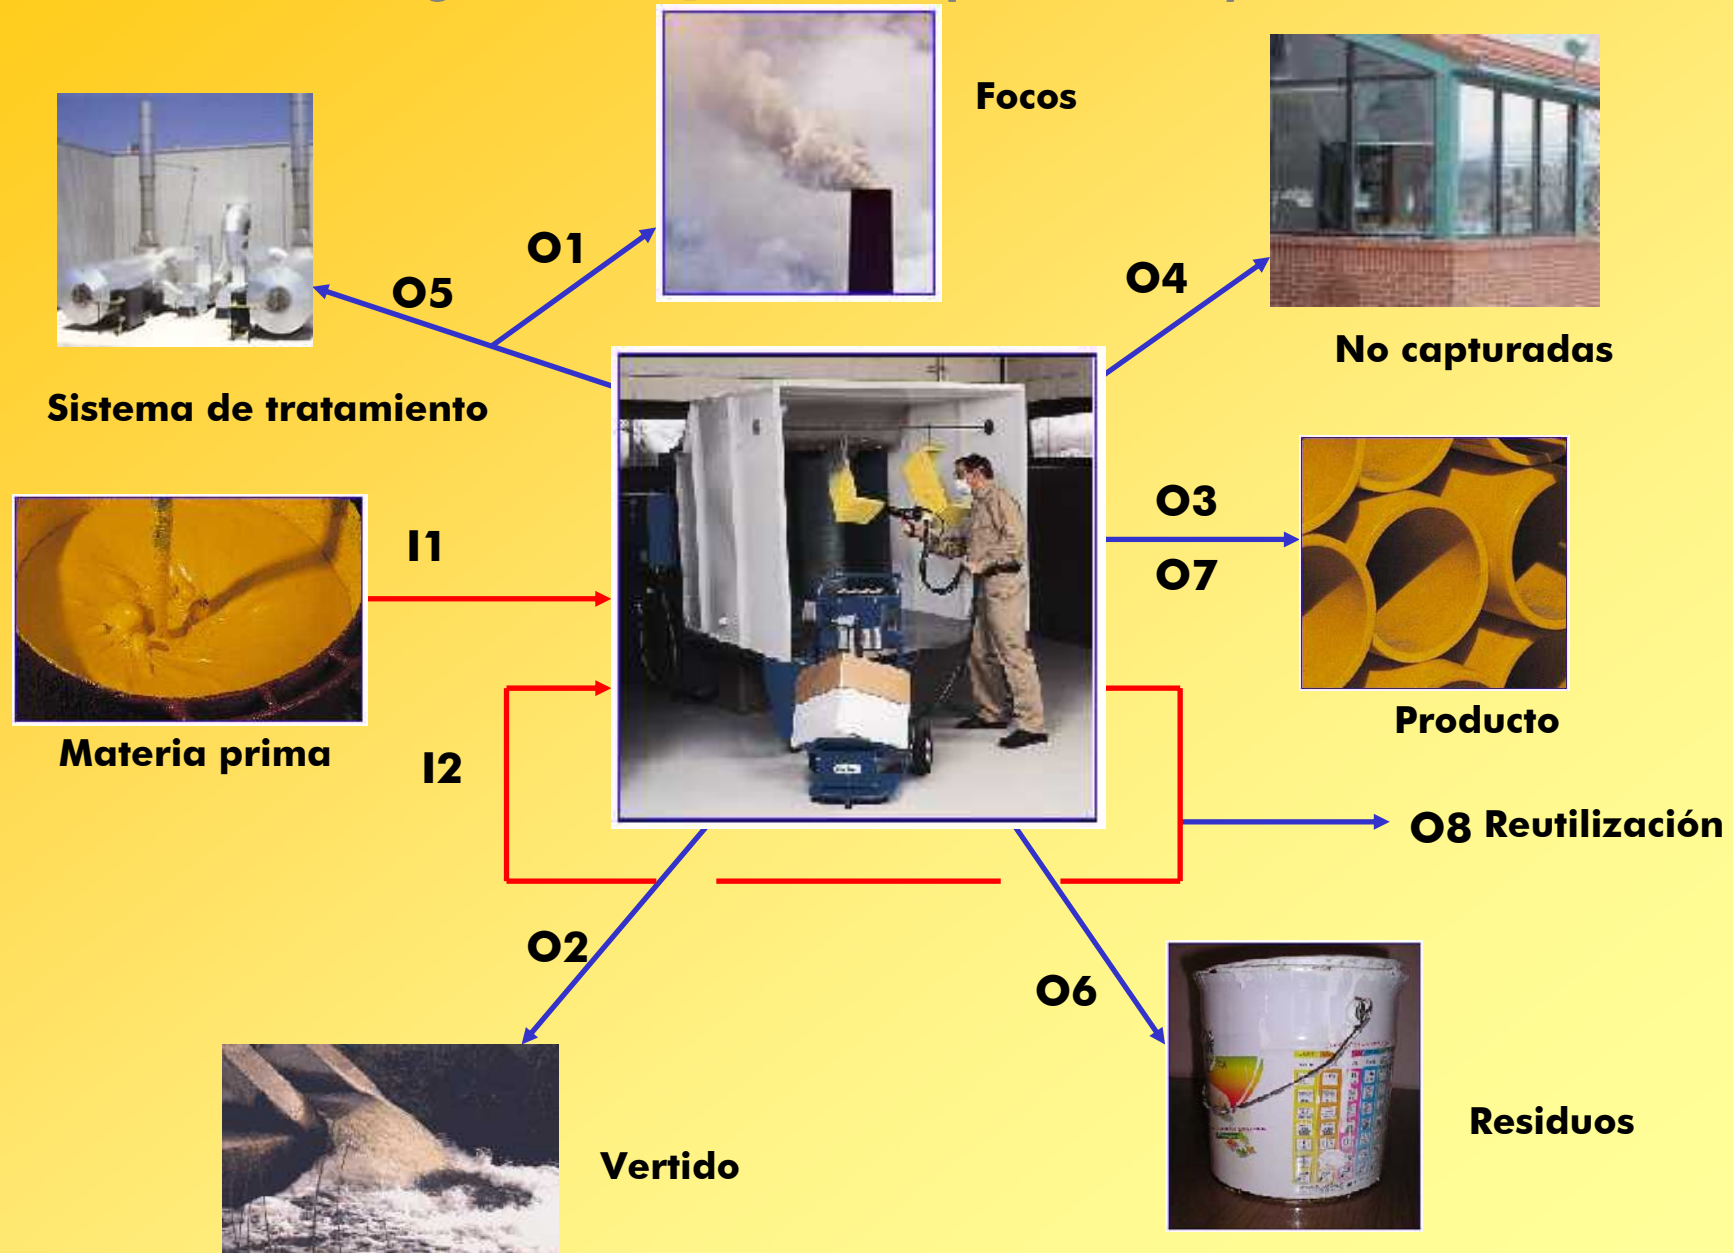 Focos
O1
O5
O4
No capturadas
Sistema de tratamiento
O3
I1
O7
Producto
Materia prima
I2
O8 Reutilización
O2
O6
Residuos
Vertido